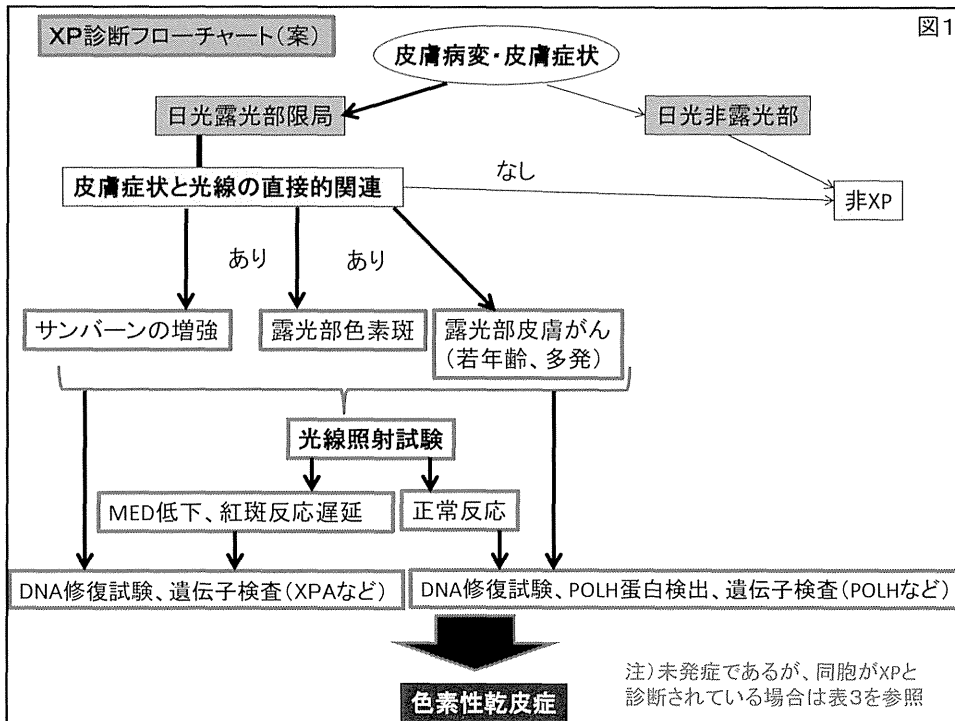 図1
XP診断フローチャート(案)
皮膚病変・皮膚症状
日光露光部限局
日光非露光部
皮膚症状と光線の直接的関連
なし
非XP
あり
あり
サンバーンの増強
露光部色素斑
露光部皮膚がん
(若年齢、多発)
光線照射試験
MED低下、紅斑反応遅延
正常反応
DNA修復試験、遺伝子検査(XPAなど)
DNA修復試験、POLH蛋白検出、遺伝子検査(POLHなど)
色素性乾皮症
注)未発症であるが、同胞がXPと
診断されている場合は表3を参照